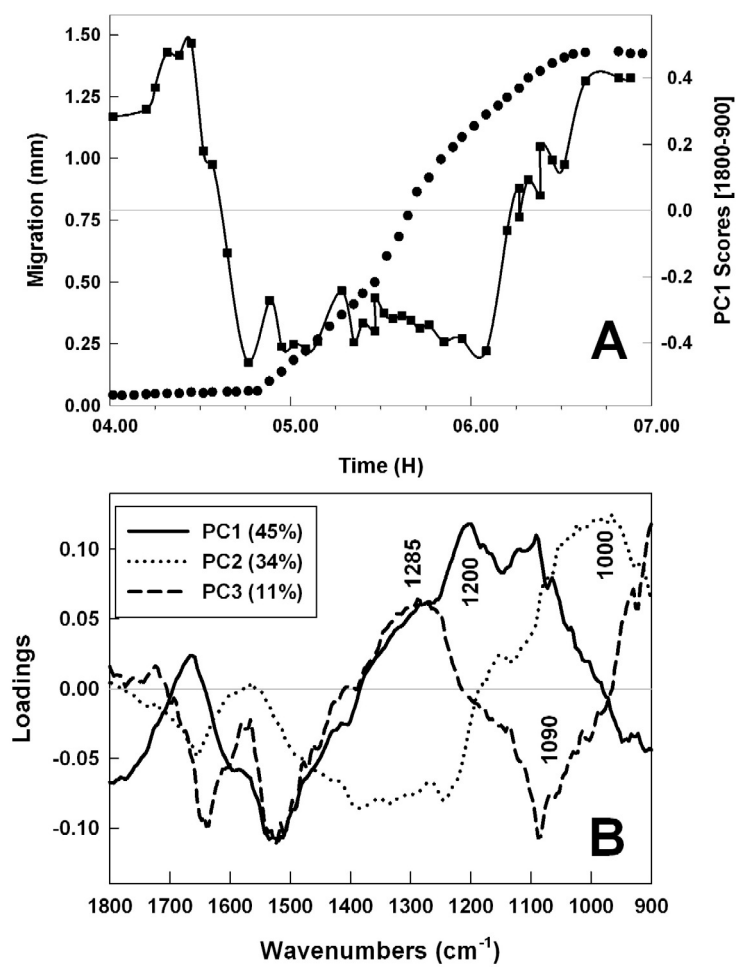 1.50
1.25
1.00
0.75
0.50
0.25
0.00
Migration (mm)
0.4
0.2
0.0
-0.2
-0.4
PC1 Scores [1800-900]
A
04.00 05.00 06.00 07.00
Time (H)
PC1 (45%)
PC2 (34%)
PC3 (11%)
1285
1200
1000
1090
0.10
0.05
0.00
-0.05
-0.10
Loadings
B
1800 1700 1600 1500 1400 1300 1200 1100 1000 900
Wavenumbers (cm⁻¹)